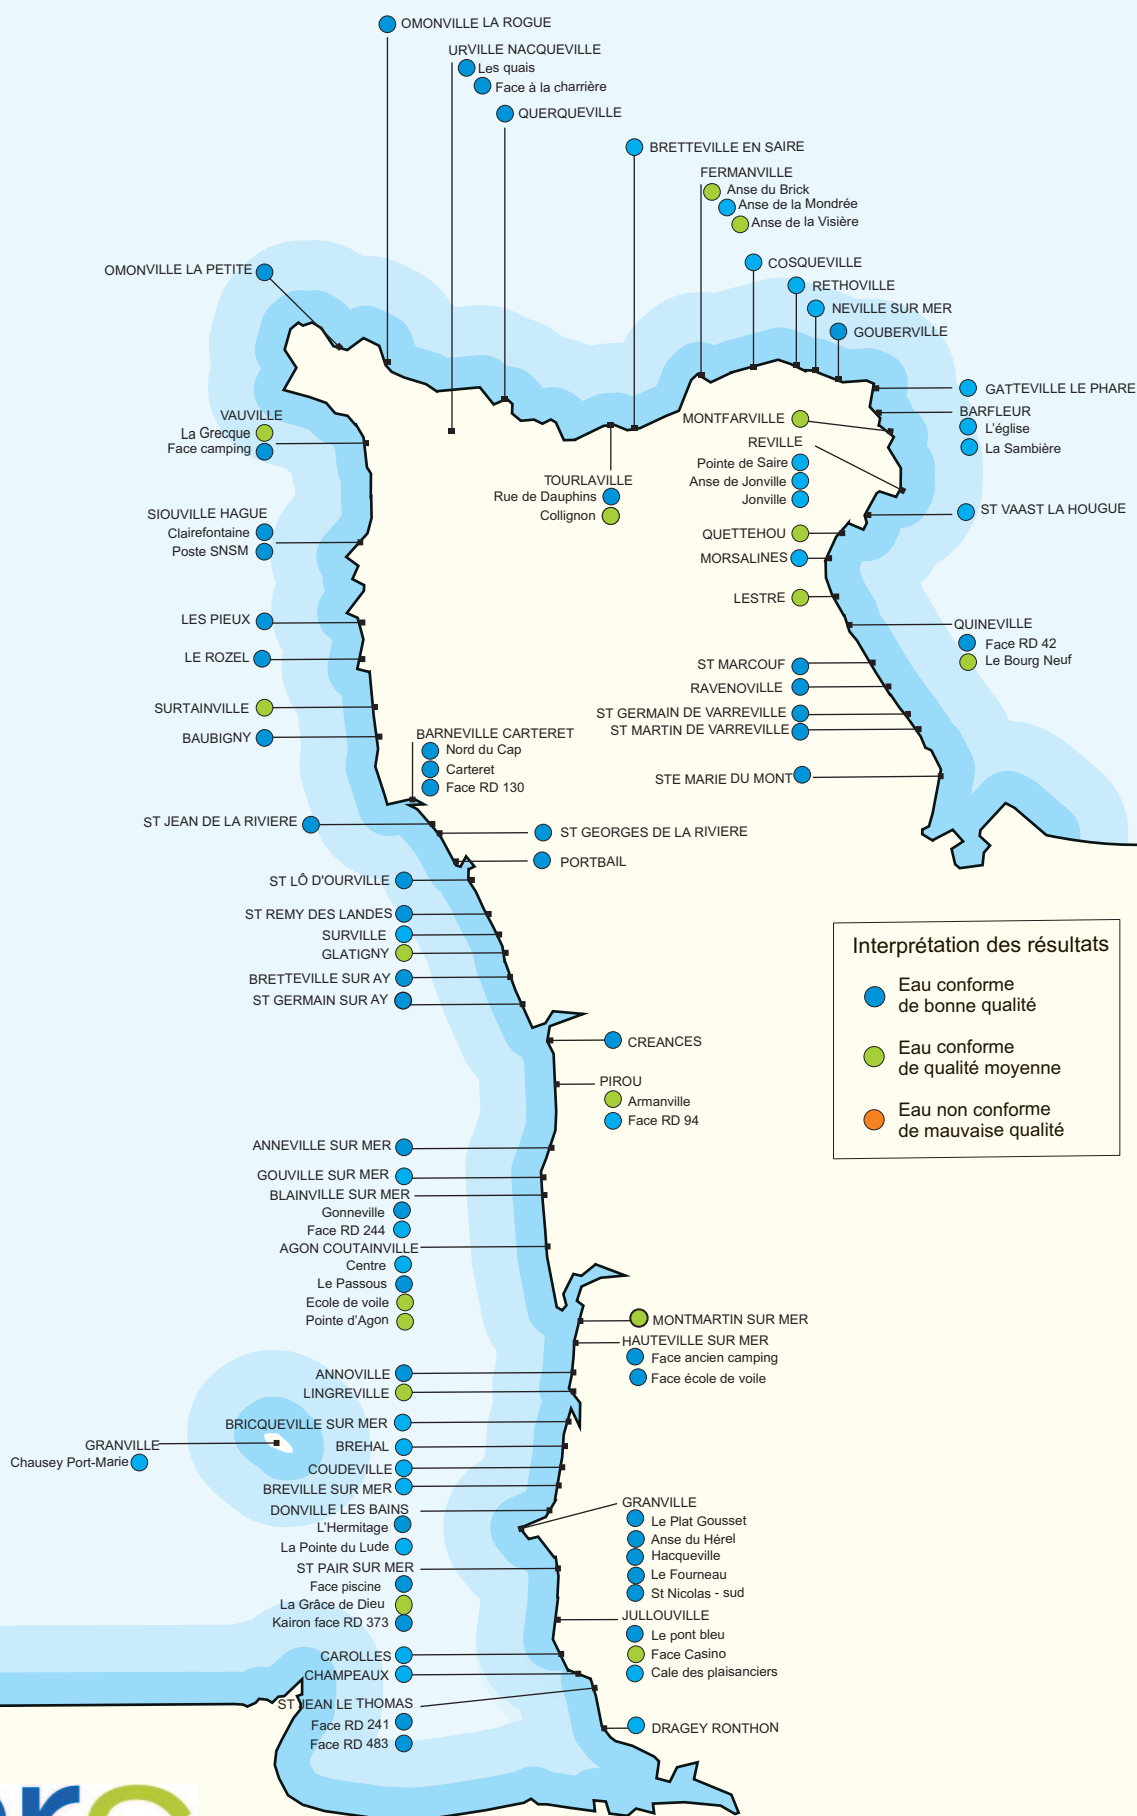 OMONVILLE LA ROGUE
URVILLE NACQUEVILLE
Les quais
Face à la charrière
QUERQUEVILLE
BRETTEVILLE EN SAIRE
FERMANVILLE
Anse du Brick
Anse de la Mondrée
Anse de la Visière
COSQUEVILLE
OMONVILLE LA PETITE
RETHOVILLE
NEVILLE SUR MER
GOUBERVILLE
GATTEVILLE LE PHARE
BARFLEUR
L'église
La Sambière
VAUVILLE
La Grecque
Face camping
MONTFARVILLE
REVILLE
Pointe de Saire
Anse de Jonville
Jonville
TOURLAVILLE
Rue de Dauphins
Collignon
SIOUVILLE HAGUE
Clairefontaine
Poste SNSM
ST VAAST LA HOUGUE
QUETTEHOU
MORSALINES
LESTRE
LES PIEUX
QUINEVILLE
Face RD 42
Le Bourg Neuf
LE ROZEL
ST MARCOUF
RAVENOVILLE
SURTAINVILLE
ST GERMAIN DE VARREVILLE
ST MARTIN DE VARREVILLE
BAUBIGNY
BARNEVILLE CARTERET
Nord du Cap
Carteret
Face RD 130
STE MARIE DU MONT
ST JEAN DE LA RIVIERE
ST GEORGES DE LA RIVIERE
PORTBAIL
ST LÔ D'OURVILLE
ST REMY DES LANDES
SURVILLE
GLATIGNY
BRETTEVILLE SUR AY
ST GERMAIN SUR AY
Interprétation des résultats
Eau conforme
de bonne qualité
Eau conforme
de qualité moyenne
Eau non conforme
de mauvaise qualité
CREANCES
PIROU
Armanville
Face RD 94
ANNEVILLE SUR MER
GOUVILLE SUR MER
BLAINVILLE SUR MER
Gonneville
Face RD 244
AGON COUTAINVILLE
Centre
Le Passous
Ecole de voile
Pointe d'Agon
MONTMARTIN SUR MER
HAUTEVILLE SUR MER
Face ancien camping
Face école de voile
ANNOVILLE
LINGREVILLE
BRICQUEVILLE SUR MER
GRANVILLE
Chausey Port-Marie
BREHAL
COUDEVILLE
BREVILLE SUR MER
DONVILLE LES BAINS
L'Hermitage
La Pointe du Lude
GRANVILLE
Le Plat Gousset
Anse du Hérel
Hacqueville
Le Fourneau
St Nicolas - sud
ST PAIR SUR MER
Face piscine
La Grâce de Dieu
Kairon face RD 373
JULLOUVILLE
Le pont bleu
Face Casino
Cale des plaisanciers
CAROLLES
CHAMPEAUX
ST JEAN LE THOMAS
Face RD 241
Face RD 483
DRAGEY RONTHON